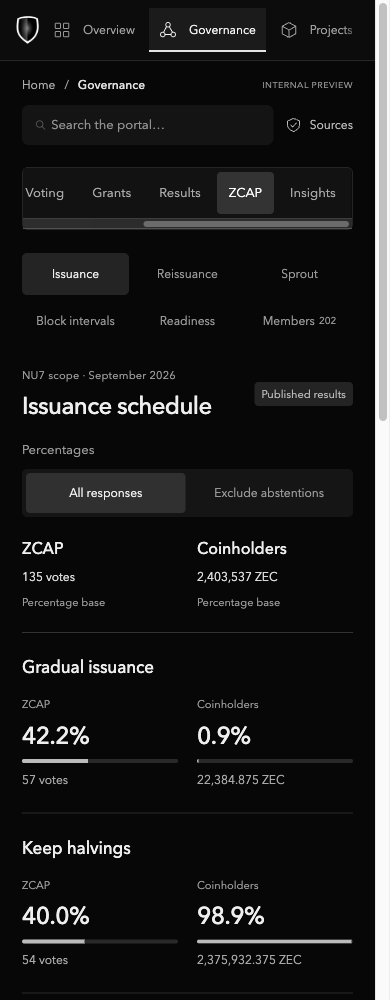 Overview Governance Projects
Home / Governance INTERNAL PREVIEW
Search the portal… Sources
Voting Grants Results ZCAP Insights
Issuance Reissuance Sprout
Block intervals Readiness Members 202
NU7 scope · September 2026
Issuance schedule Published results
Percentages
All responses Exclude abstentions
ZCAP Coinholders
135 votes 2,403,537 ZEC
Percentage base Percentage base
Gradual issuance
ZCAP Coinholders
42.2% 0.9%
57 votes 22,384.875 ZEC
Keep halvings
ZCAP Coinholders
40.0% 98.9%
54 votes 2,375,932.375 ZEC